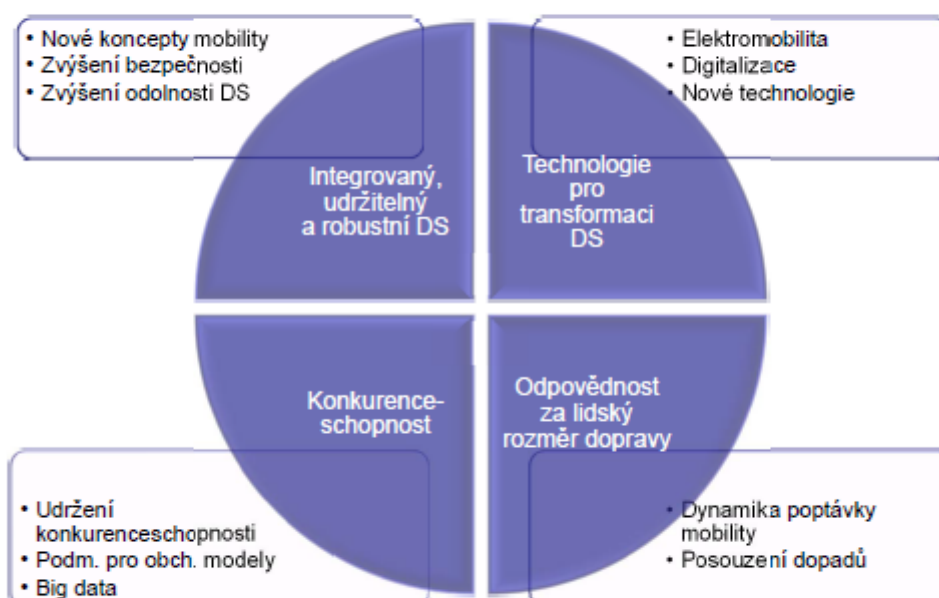 • Nové koncepty mobility
• Zvýšení bezpečnosti
• Zvýšení odolnosti DS
• Elektromobilita
• Digitalizace
• Nové technologie
Integrovaný,
udržitelný
a robustní DS
Technologie
pro
transformaci
DS
Konkurence-
schopnost
Odpovědnost
za lidský
rozměr dopravy
• Udržení
konkurenceschopnosti
• Podm. pro obch. modely
• Big data
• Dynamika poptávky
mobility
• Posouzení dopadů